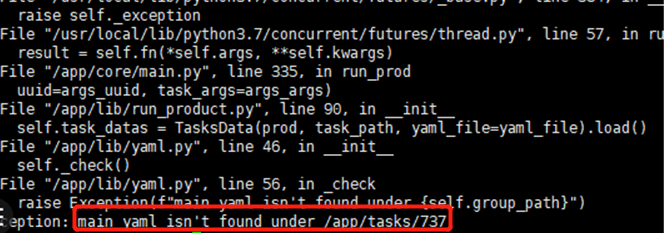 File "/usr/local/lib/python3.7/concurrent/futures/_base.py", line 384, in
raise self._exception
File "/usr/local/lib/python3.7/concurrent/futures/thread.py", line 57, in ru
result = self.fn(*self.args, **self.kwargs)
File "/app/core/main.py", line 335, in run_prod
uuid=args_uuid, task_args=args_args)
File "/app/lib/run_product.py", line 90, in __init__
self.task_datas = TasksData(prod, task_path, yaml_file=yaml_file).load()
File "/app/lib/yaml.py", line 46, in __init__
self._check()
File "/app/lib/yaml.py", line 56, in _check
raise Exception(f"main yaml isn't found under {self.group_path}")
ception: main yaml isn't found under /app/tasks/737